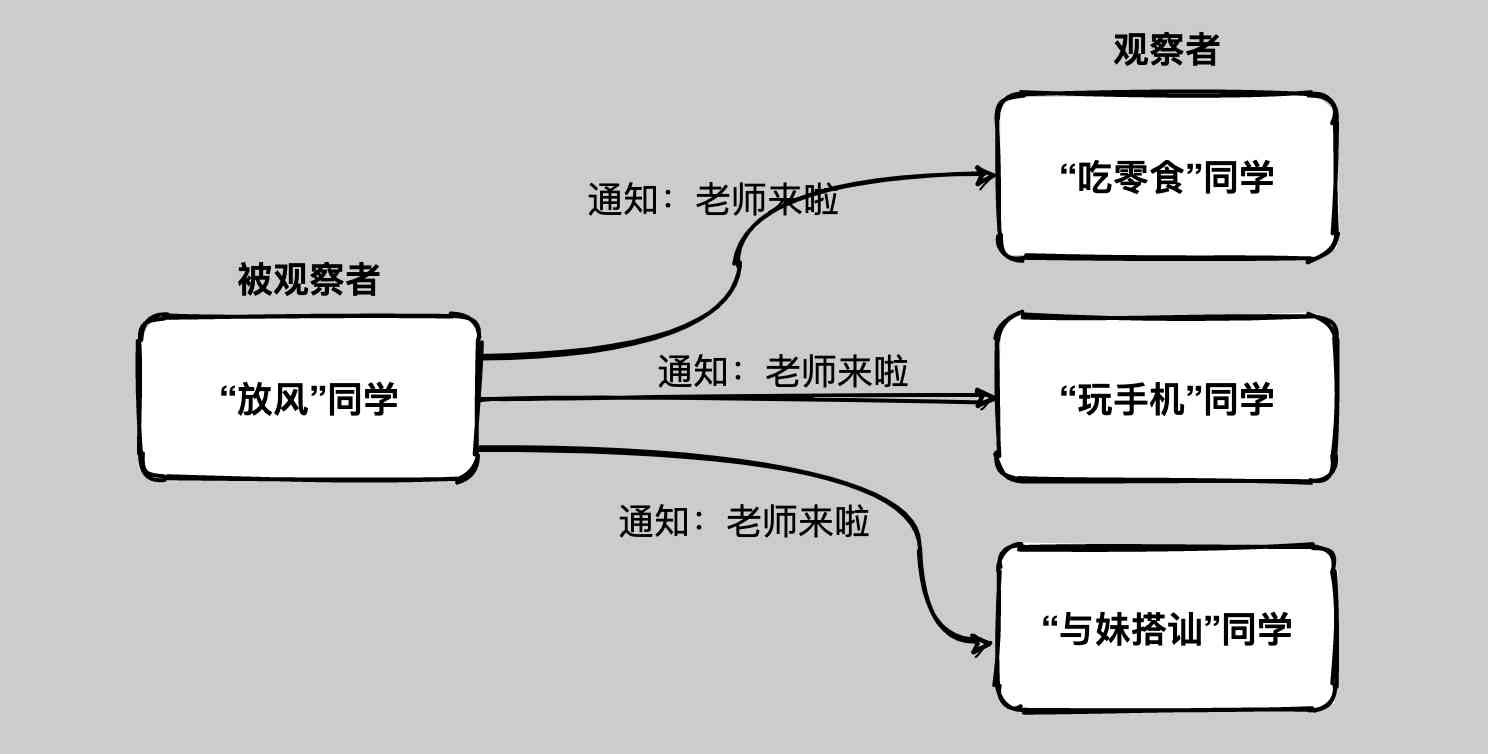 观察者
“吃零食”同学
通知：老师来啦
被观察者
“放风”同学
通知：老师来啦
“玩手机”同学
通知：老师来啦
“与妹搭讪”同学